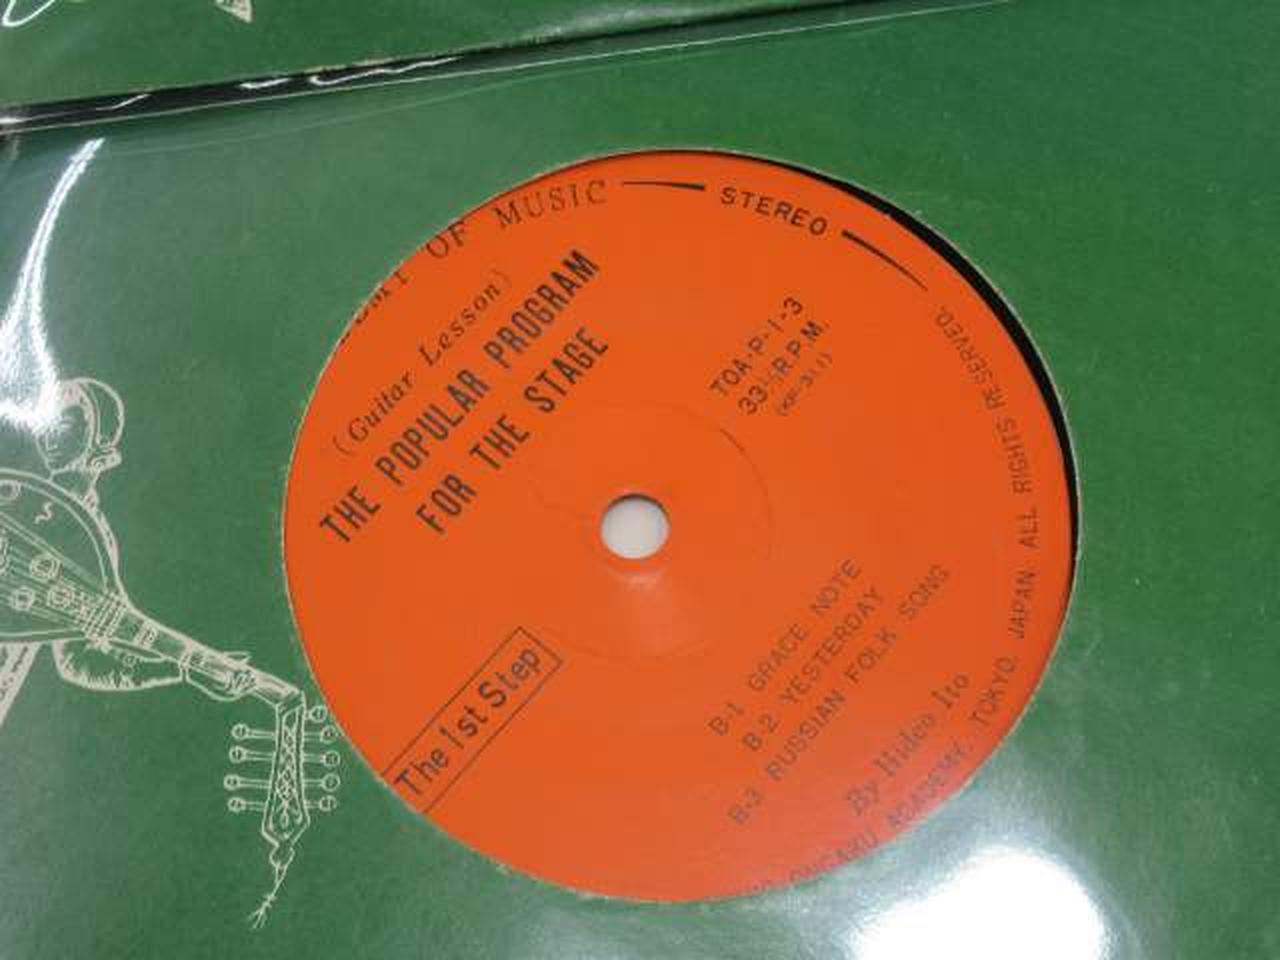 OF MUSIC
STEREO
(Guitar Lesson)
THE POPULAR PROGRAM
FOR THE STAGE
TOA-P-1-3
33⅓R.P.M.
The 1st Step
B-1 GRACE NOTE
B-2 YESTERDAY
B-3 RUSSIAN FOLK SONG
By Hideo Ito
ONGAKU ACADEMY, TOKYO, JAPAN ALL RIGHTS RESERVED.